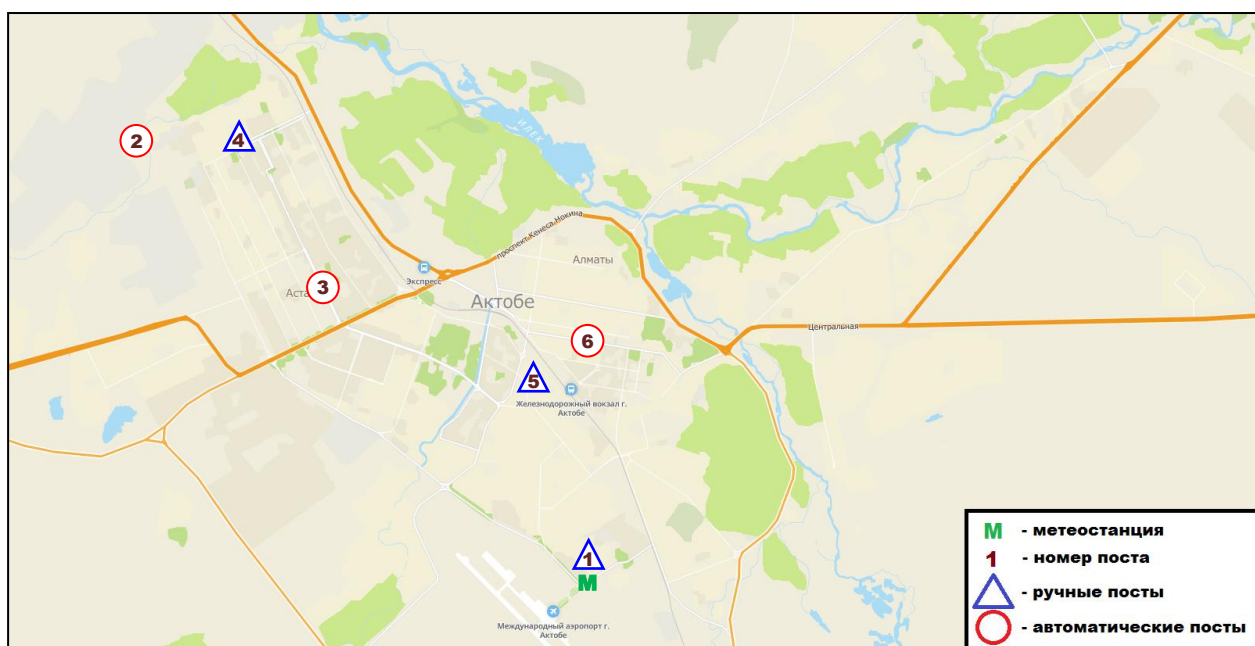 2
4
ИЛЕК
проспект Кенеса Нокина
Алматы
Экспресс
3
Актобе
Центральная
6
5
Железнодорожный вокзал г.
Актобе
1
М
Международный аэропорт г.
Актобе
М - метеостанция
1 - номер поста
- ручные посты
- автоматические посты